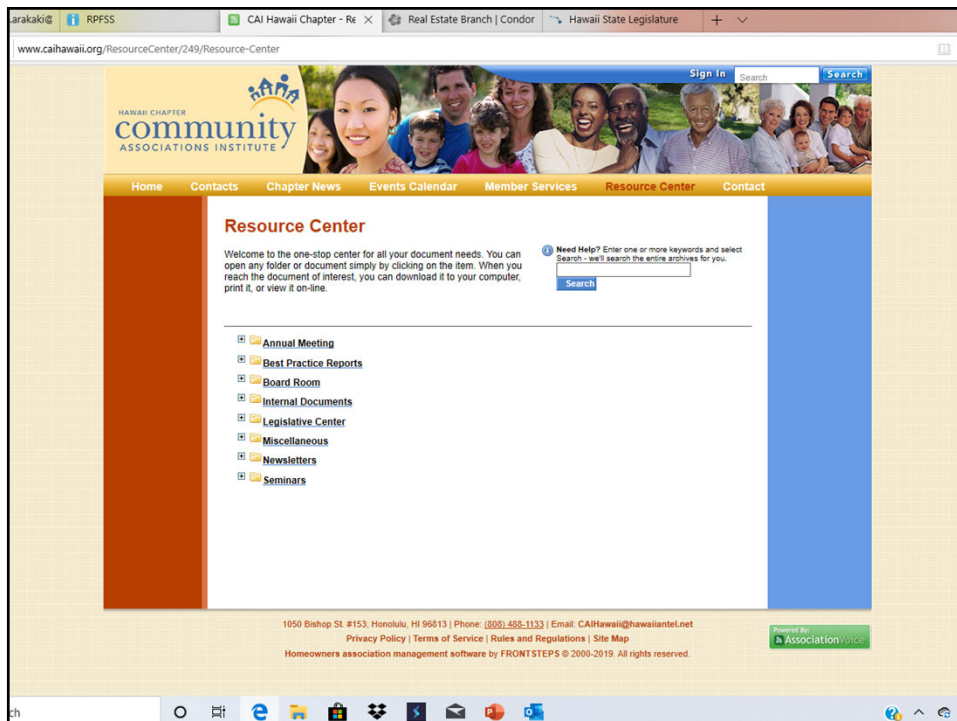 .arakaki@ RPFSS CAI Hawaii Chapter - Re Real Estate Branch | Condor Hawaii State Legislature
www.caihawaii.org/ResourceCenter/249/Resource-Center
Sign In Search Search
HAWAII CHAPTER
community
ASSOCIATIONS INSTITUTE
Home Contacts Chapter News Events Calendar Member Services Resource Center Contact
Resource Center
Welcome to the one-stop center for all your document needs. You can
open any folder or document simply by clicking on the item. When you
reach the document of interest, you can download it to your computer,
print it, or view it on-line.
Need Help? Enter one or more keywords and select
Search - we'll search the entire archives for you.
Search
Annual Meeting
Best Practice Reports
Board Room
Internal Documents
Legislative Center
Miscellaneous
Newsletters
Seminars
1050 Bishop St. #153; Honolulu, HI 96813 | Phone: (808) 488-1133 | Email: CAIHawaii@hawaiiantel.net
Privacy Policy | Terms of Service | Rules and Regulations | Site Map
Homeowners association management software by FRONTSTEPS © 2000-2019. All rights reserved.
Powered By:
AssociationVoice
ch